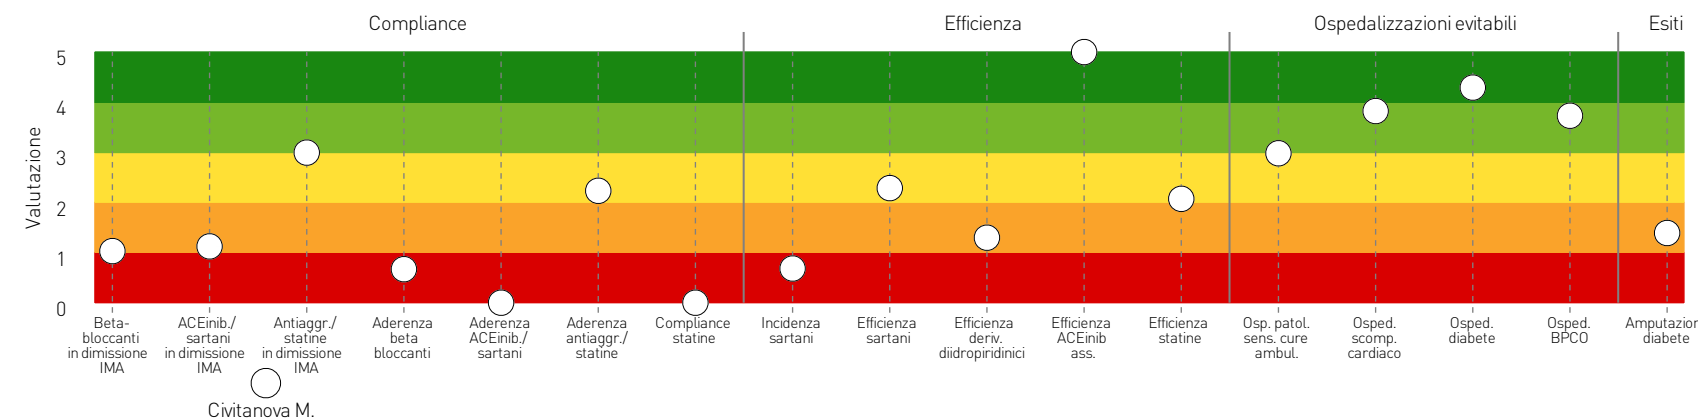 Compliance
Efficienza
Ospedalizzazioni evitabili
Esiti
Valutazione
5
4
3
2
1
0
Beta-
bloccanti
in dimissione
IMA
ACEinib./
sartani
in dimissione
IMA
Antiaggr./
statine
in dimissione
IMA
Aderenza
beta
bloccanti
Aderenza
ACEinib./
sartani
Aderenza
antiaggr./
statine
Compliance
statine
Incidenza
sartani
Efficienza
sartani
Efficienza
deriv.
diidropiridinici
Efficienza
ACEinib
ass.
Efficienza
statine
Osp. patol.
sens. cure
ambul.
Osped.
scomp.
cardiaco
Osped.
diabete
Osped.
BPCO
Amputazion
diabete
Civitanova M.